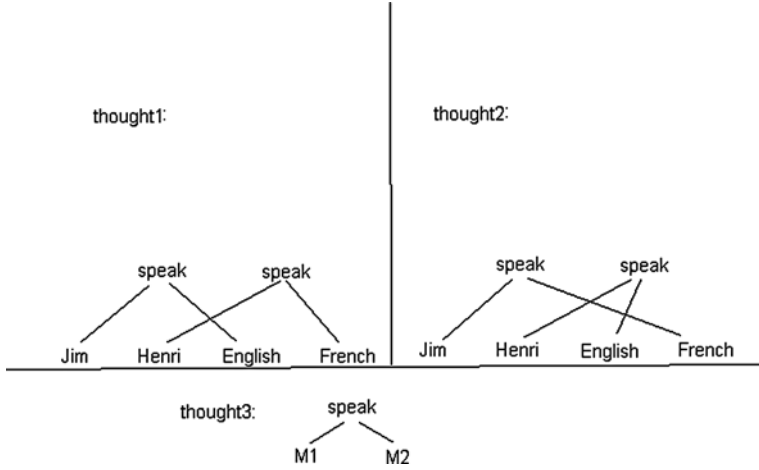 thought1:
speak speak
Jim Henri English French
thought2:
speak speak
Jim Henri English French
thought3:
speak
M1 M2